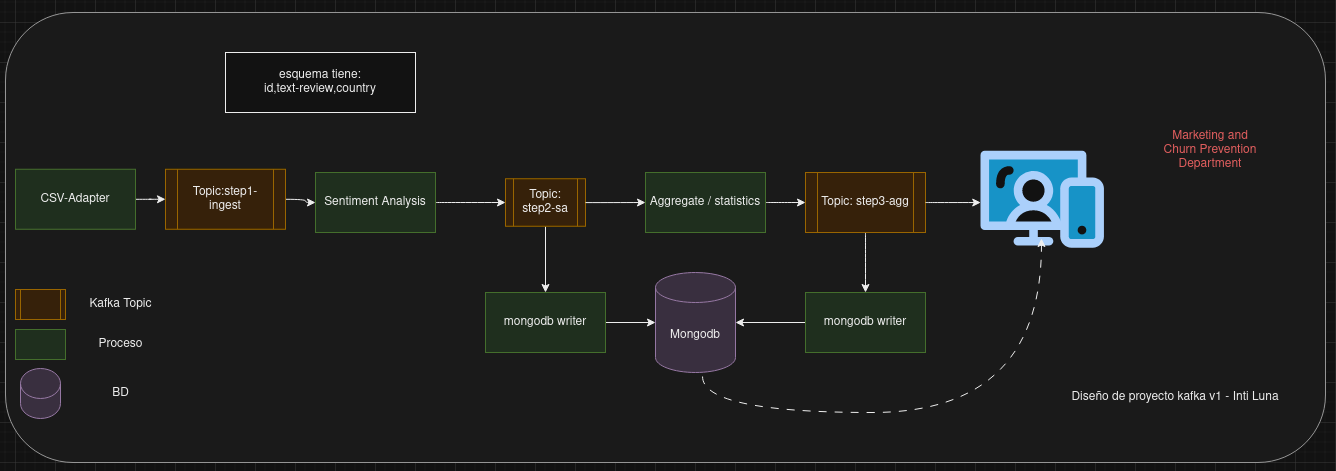 esquema tiene:
id,text-review,country
Marketing and
Churn Prevention
Department
CSV-Adapter
Topic:step1-
ingest
Sentiment Analysis
Topic:
step2-sa
Aggregate / statistics
Topic: step3-agg
Kafka Topic
mongodb writer
Mongodb
mongodb writer
Proceso
BD
Diseño de proyecto kafka v1 - Inti Luna